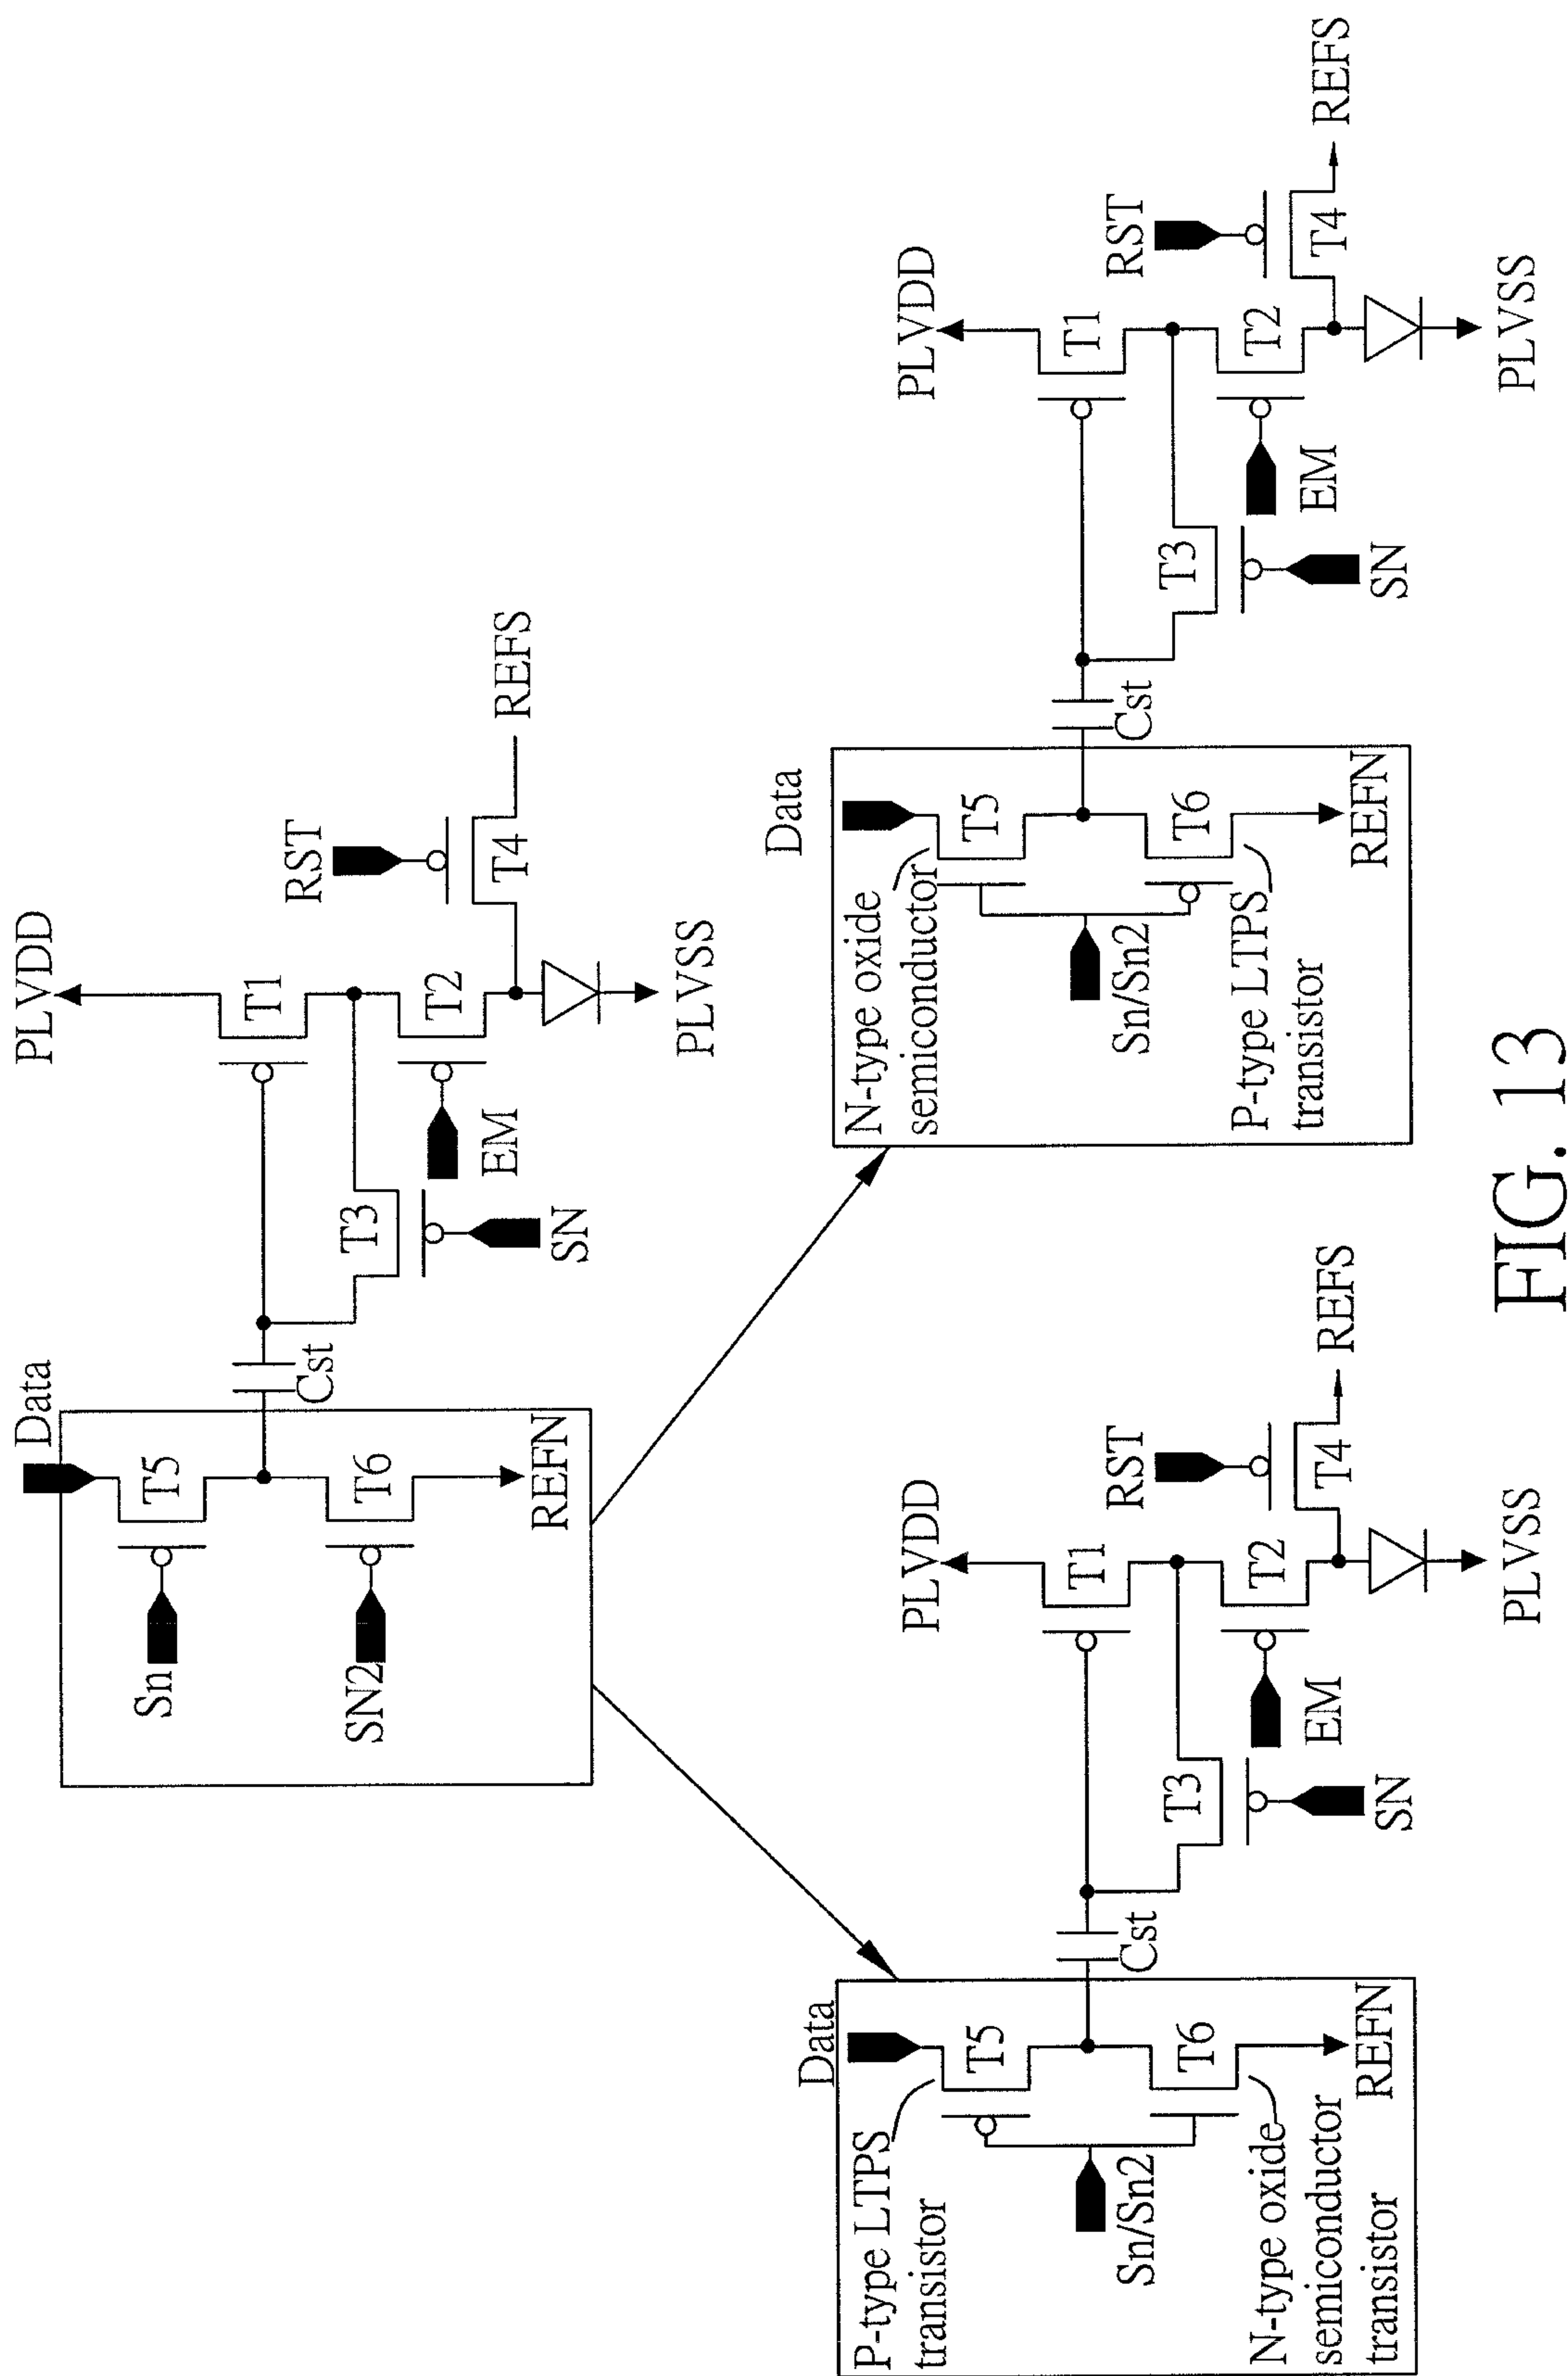 Data
Sn
T5
SN2
T6
REFN
Cst
PLVDD
T1
T3
SN
T2
EM
RST
T4
REFS
PLVSS
Data
P-type LTPS
transistor
T5
Sn/Sn2
T6
N-type oxide
semiconductor
transistor
REFN
Cst
PLVDD
T1
T3
SN
T2
EM
RST
T4
REFS
PLVSS
Data
N-type oxide
semiconductor
T5
Sn/Sn2
T6
P-type LTPS
transistor
REFN
Cst
PLVDD
T1
T3
SN
T2
EM
RST
T4
REFS
PLVSS
FIG. 13